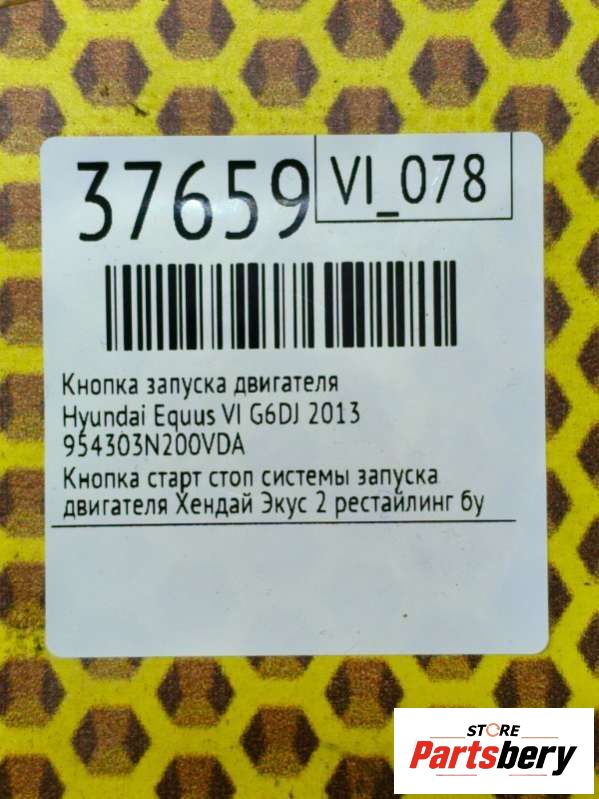 37659
VI_078
Кнопка запуска двигателя
Hyundai Equus VI G6DJ 2013
954303N200VDA
Кнопка старт стоп системы запуска
двигателя Хендай Экус 2 рестайлинг бу
STORE
Partsbery